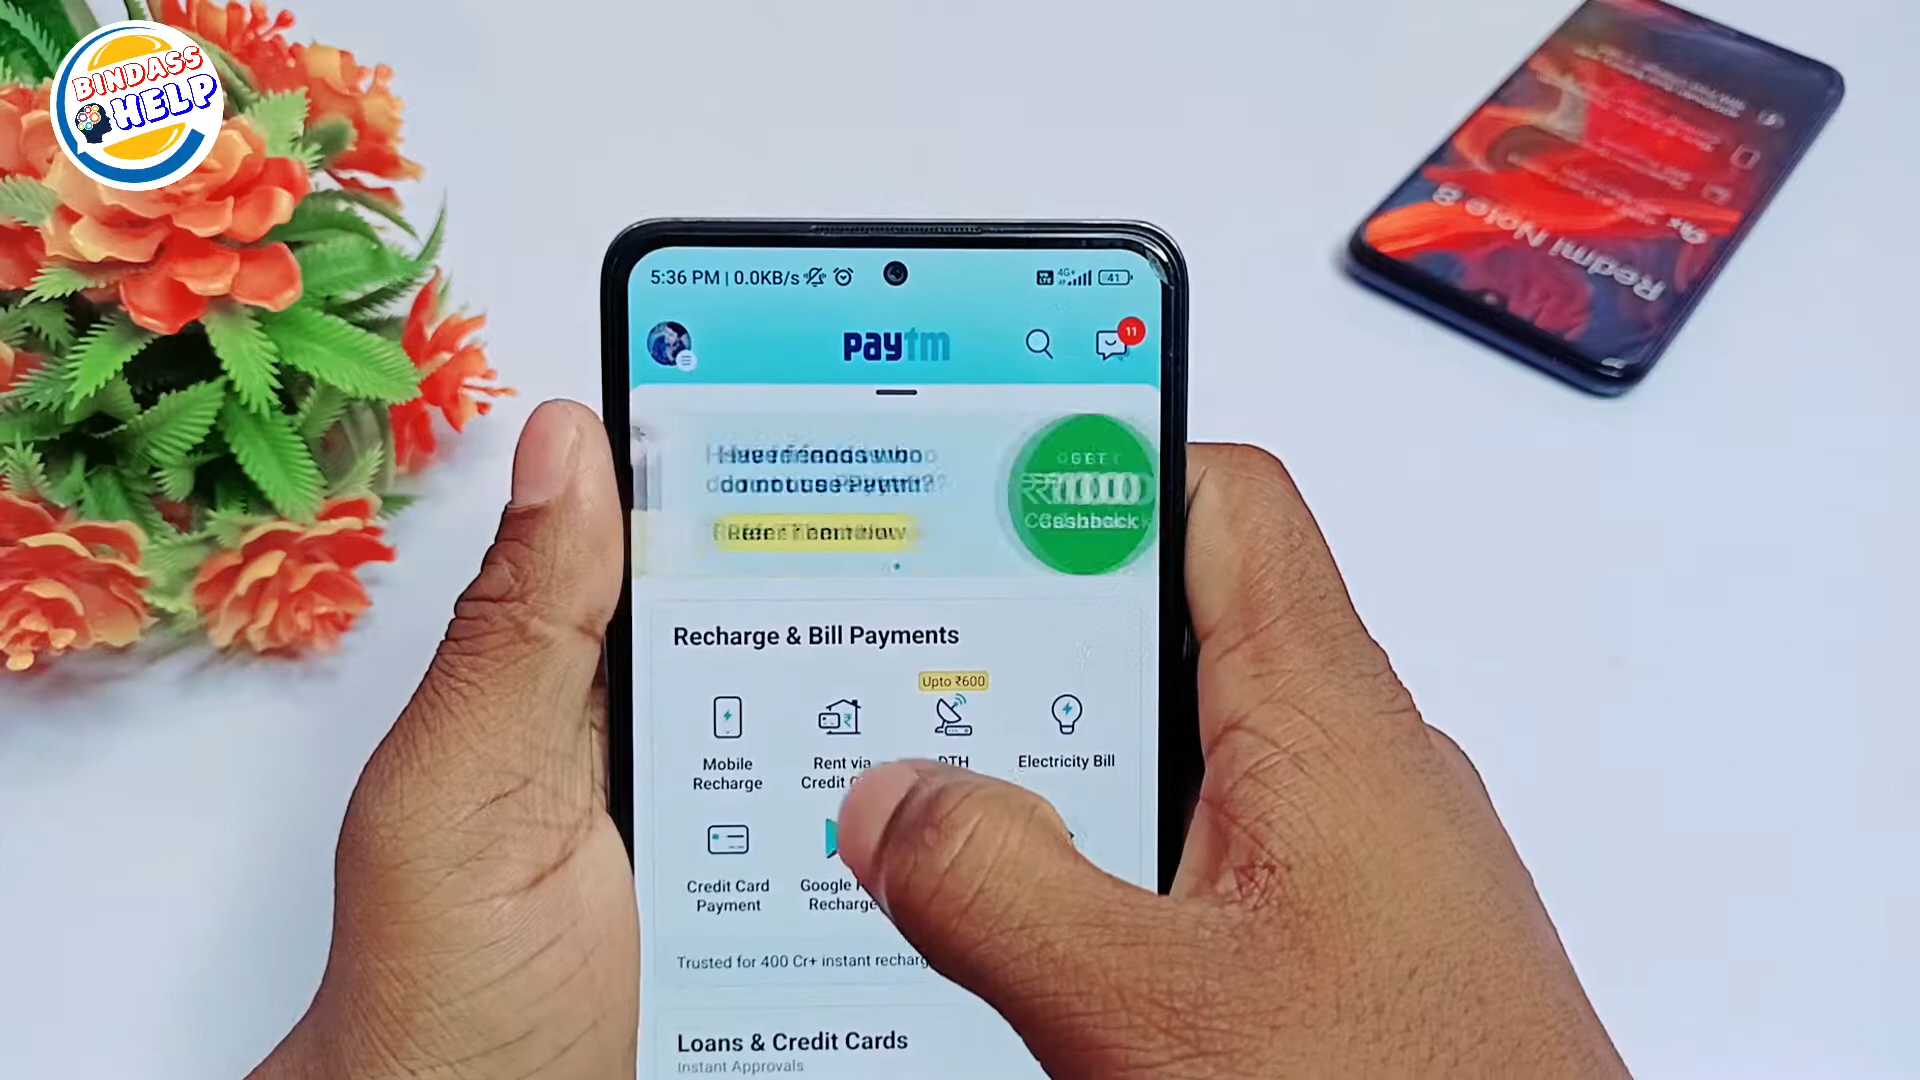 BINDASS
HELP
5:36 PM | 0.0KB/s
4G+
41
paytm
11
Have friends who
do not use Paytm?
Refer Them Now
GET
Cashback
Recharge & Bill Payments
Upto ₹600
Mobile
Recharge
Rent via
Credit
DTH
Electricity Bill
Credit Card
Payment
Google
Recharge
Trusted for 400 Cr+ instant recharg
Loans & Credit Cards
Instant Approvals
Redmi Note 8